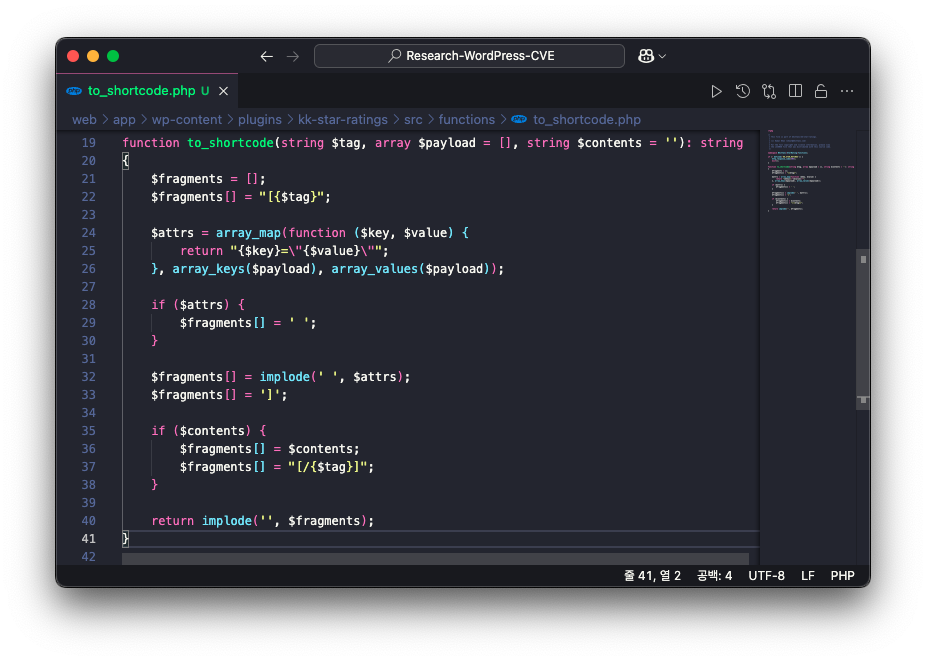 Research-WordPress-CVE
php to_shortcode.php U
web > app > wp-content > plugins > kk-star-ratings > src > functions > php to_shortcode.php
19 function to_shortcode(string $tag, array $payload = [], string $contents = ''): string
20 {
21     $fragments = [];
22     $fragments[] = "[{$tag}";
23
24     $attrs = array_map(function ($key, $value) {
25         return "{$key}=\"{$value}\"";
26     }, array_keys($payload), array_values($payload));
27
28     if ($attrs) {
29         $fragments[] = ' ';
30     }
31
32     $fragments[] = implode(' ', $attrs);
33     $fragments[] = ']';
34
35     if ($contents) {
36         $fragments[] = $contents;
37         $fragments[] = "[/{$tag}]";
38     }
39
40     return implode('', $fragments);
41 }
42
줄 41, 열 2 공백: 4 UTF-8 LF PHP